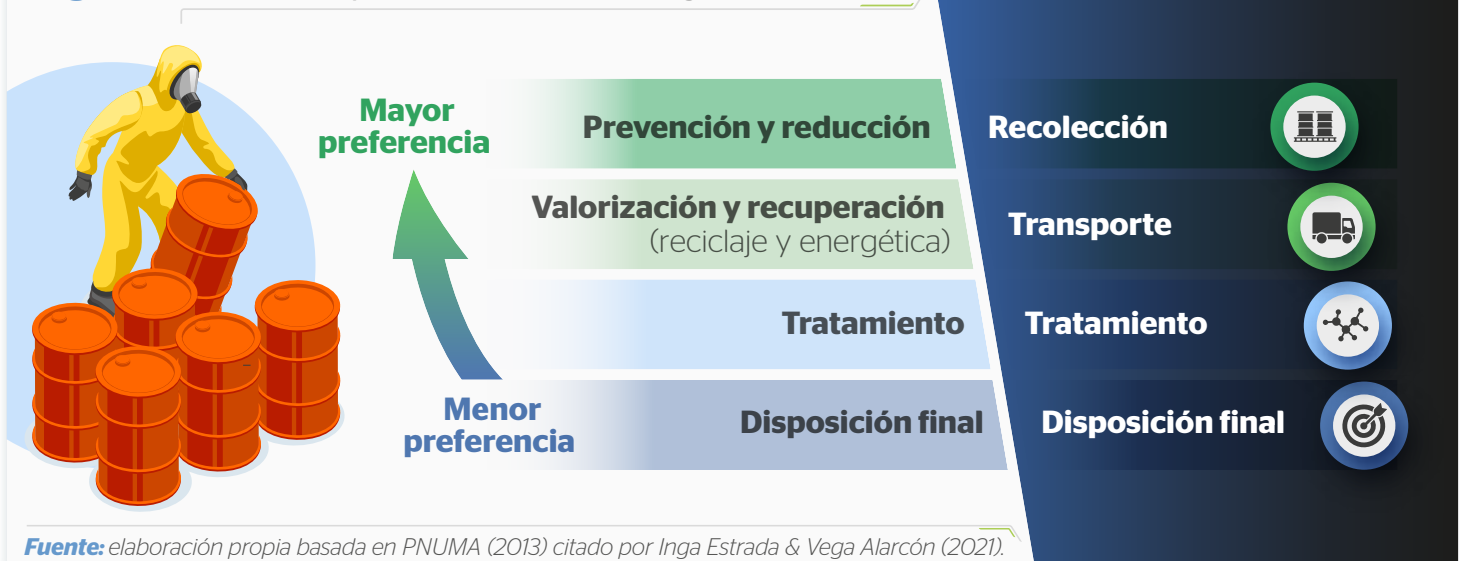 Mayor
preferencia
Prevención y reducción
Recolección
Valorización y recuperación
(reciclaje y energética)
Transporte
Tratamiento
Tratamiento
Menor
preferencia
Disposición final
Disposición final
Fuente: elaboración propia basada en PNUMA (2013) citado por Inga Estrada & Vega Alarcón (2021).